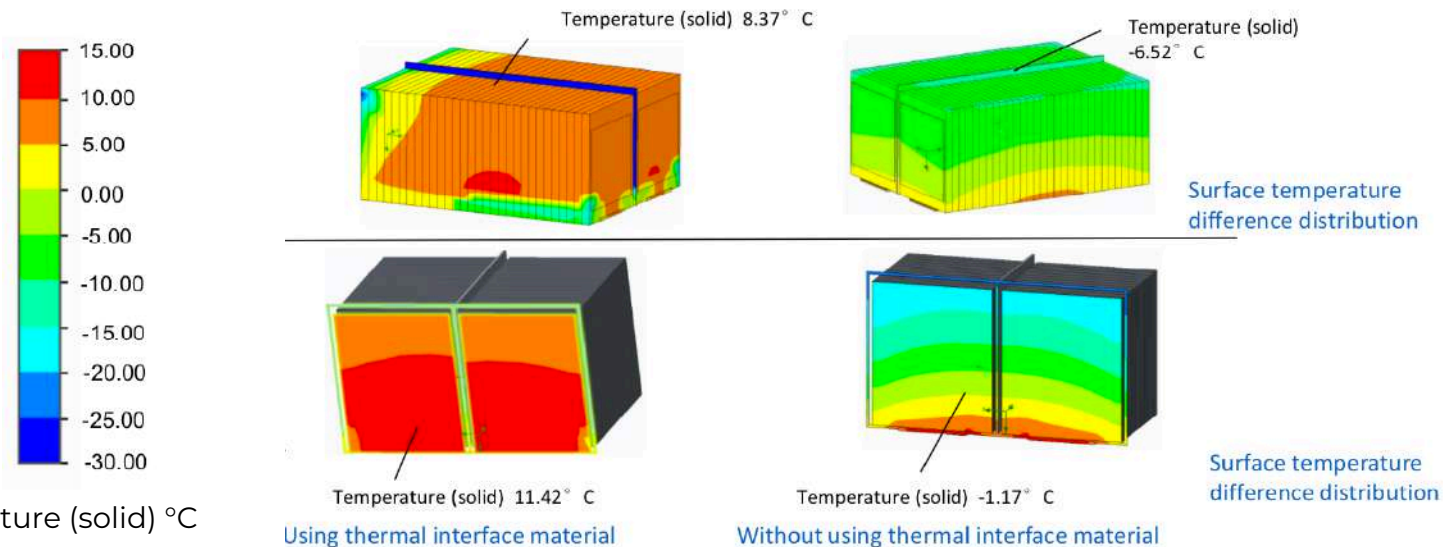 15.00
10.00
5.00
0.00
-5.00
-10.00
-15.00
-20.00
-25.00
-30.00
ture (solid) °C
Temperature (solid) 8.37° C
Temperature (solid)
-6.52° C
Surface temperature
difference distribution
Temperature (solid) 11.42° C
Temperature (solid) -1.17° C
Surface temperature
difference distribution
Using thermal interface material
Without using thermal interface material